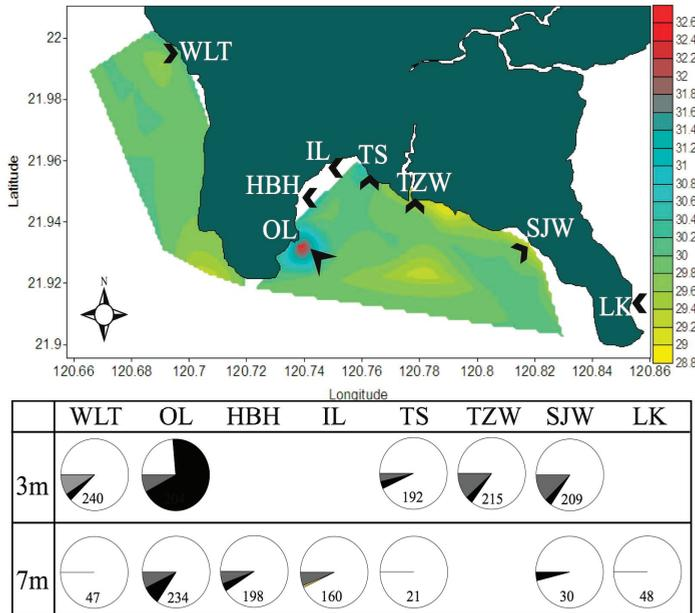 22
21.98
21.96
21.94
21.92
21.9
Latitude
WLT
IL
TS
HBH
TZW
OL
SJW
LK
N
32.6
32.4
32.2
32
31.8
31.6
31.4
31.2
31
30.8
30.6
30.4
30.2
30
29.8
29.6
29.4
29.2
29
28.8
120.66 120.68 120.7 120.72 120.74 120.76 120.78 120.8 120.82 120.84 120.86
Longitude
WLT OL HBH IL TS TZW SJW LK
3m
240 192 215 209
7m
47 234 198 160 21 30 48